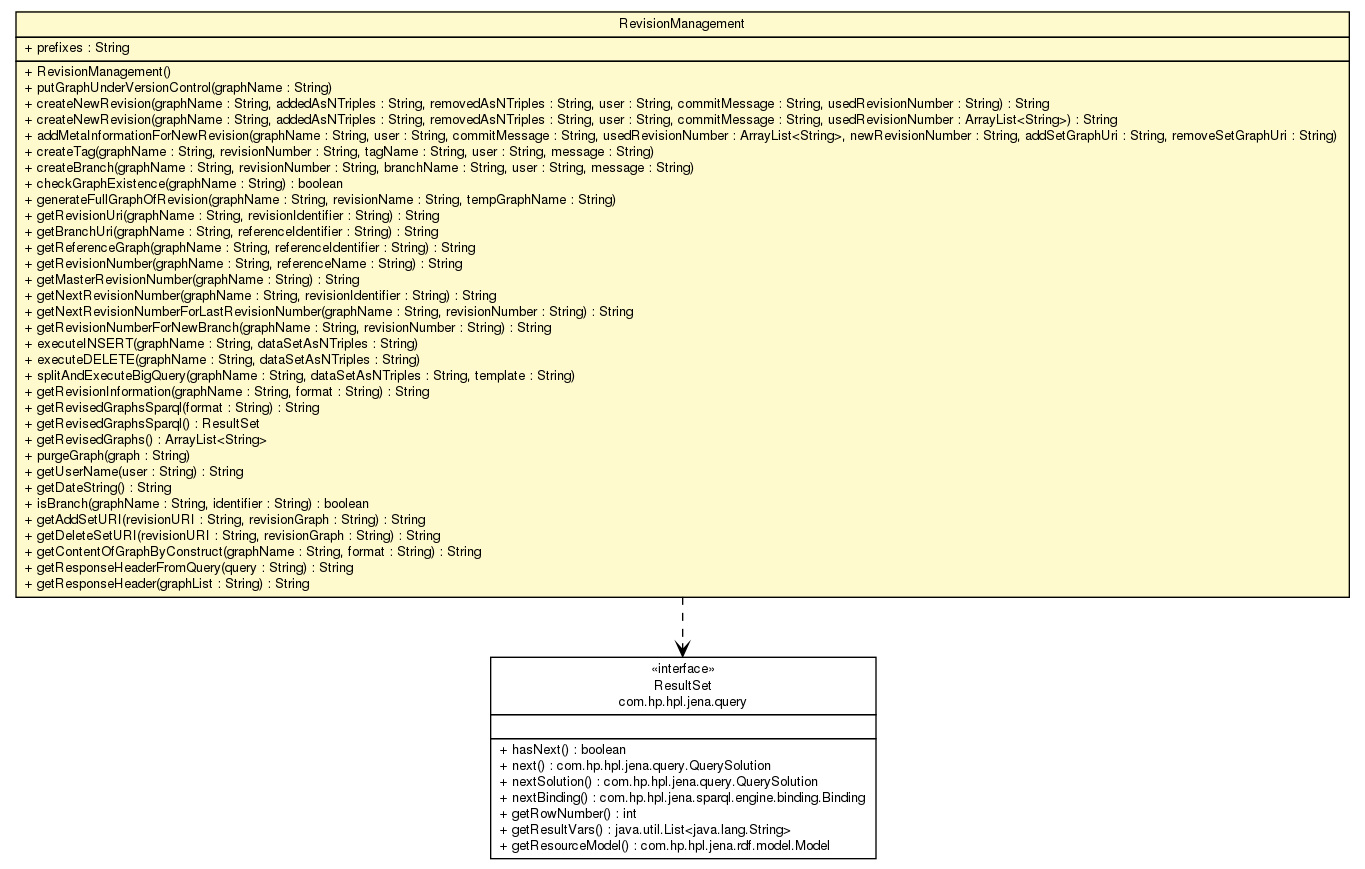 RevisionManagement
+ prefixes : String
+ RevisionManagement()
+ putGraphUnderVersionControl(graphName : String)
+ createNewRevision(graphName : String, addedAsNTriples : String, removedAsNTriples : String, user : String, commitMessage : String, usedRevisionNumber : String) : String
+ createNewRevision(graphName : String, addedAsNTriples : String, removedAsNTriples : String, user : String, commitMessage : String, usedRevisionNumber : ArrayList<String>) : String
+ addMetaInformationForNewRevision(graphName : String, user : String, commitMessage : String, usedRevisionNumber : ArrayList<String>, newRevisionNumber : String, addSetGraphUri : String, removeSetGraphUri : String)
+ createTag(graphName : String, revisionNumber : String, tagName : String, user : String, message : String)
+ createBranch(graphName : String, revisionNumber : String, branchName : String, user : String, message : String)
+ checkGraphExistence(graphName : String) : boolean
+ generateFullGraphOfRevision(graphName : String, revisionName : String, tempGraphName : String)
+ getRevisionUri(graphName : String, revisionIdentifier : String) : String
+ getBranchUri(graphName : String, referenceIdentifier : String) : String
+ getReferenceGraph(graphName : String, referenceIdentifier : String) : String
+ getRevisionNumber(graphName : String, referenceName : String) : String
+ getMasterRevisionNumber(graphName : String) : String
+ getNextRevisionNumber(graphName : String, revisionIdentifier : String) : String
+ getNextRevisionNumberForLastRevisionNumber(graphName : String, revisionNumber : String) : String
+ getRevisionNumberForNewBranch(graphName : String, revisionNumber : String) : String
+ executeINSERT(graphName : String, dataSetAsNTriples : String)
+ executeDELETE(graphName : String, dataSetAsNTriples : String)
+ splitAndExecuteBigQuery(graphName : String, dataSetAsNTriples : String, template : String)
+ getRevisionInformation(graphName : String, format : String) : String
+ getRevisedGraphsSparql(format : String) : String
+ getRevisedGraphsSparql() : ResultSet
+ getRevisedGraphs() : ArrayList<String>
+ purgeGraph(graph : String)
+ getUserName(user : String) : String
+ getDateString() : String
+ isBranch(graphName : String, identifier : String) : boolean
+ getAddSetURI(revisionURI : String, revisionGraph : String) : String
+ getDeleteSetURI(revisionURI : String, revisionGraph : String) : String
+ getContentOfGraphByConstruct(graphName : String, format : String) : String
+ getResponseHeaderFromQuery(query : String) : String
+ getResponseHeader(graphList : String) : String
«interface»
ResultSet
com.hp.hpl.jena.query
+ hasNext() : boolean
+ next() : com.hp.hpl.jena.query.QuerySolution
+ nextSolution() : com.hp.hpl.jena.query.QuerySolution
+ nextBinding() : com.hp.hpl.jena.sparql.engine.binding.Binding
+ getRowNumber() : int
+ getResultVars() : java.util.List<java.lang.String>
+ getResourceModel() : com.hp.hpl.jena.rdf.model.Model